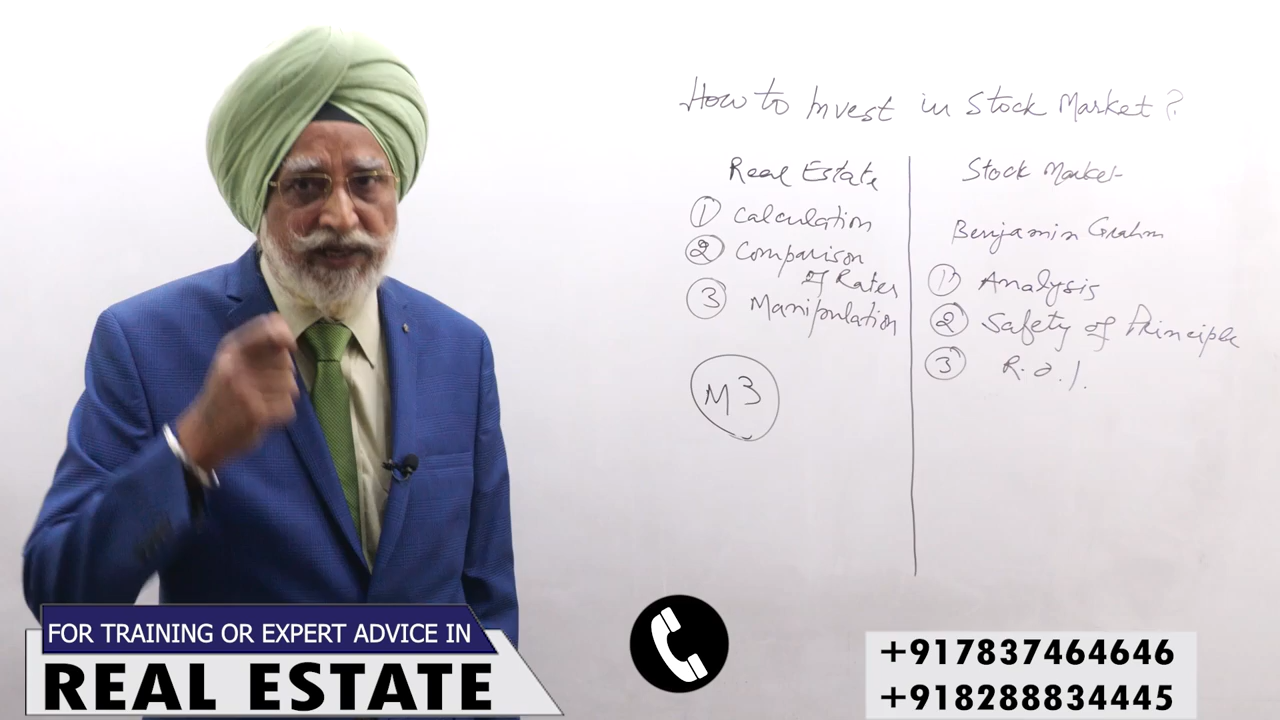 How to Invest in Stock Market?
Real Estate
① Calculation
② Comparison
of Rates
③ Manipulation
M3
Stock Market
Benjamin Grahm
① Analysis
② Safety of Principle
③ R.O.I.
FOR TRAINING OR EXPERT ADVICE IN
REAL ESTATE
+917837464646
+918288834445